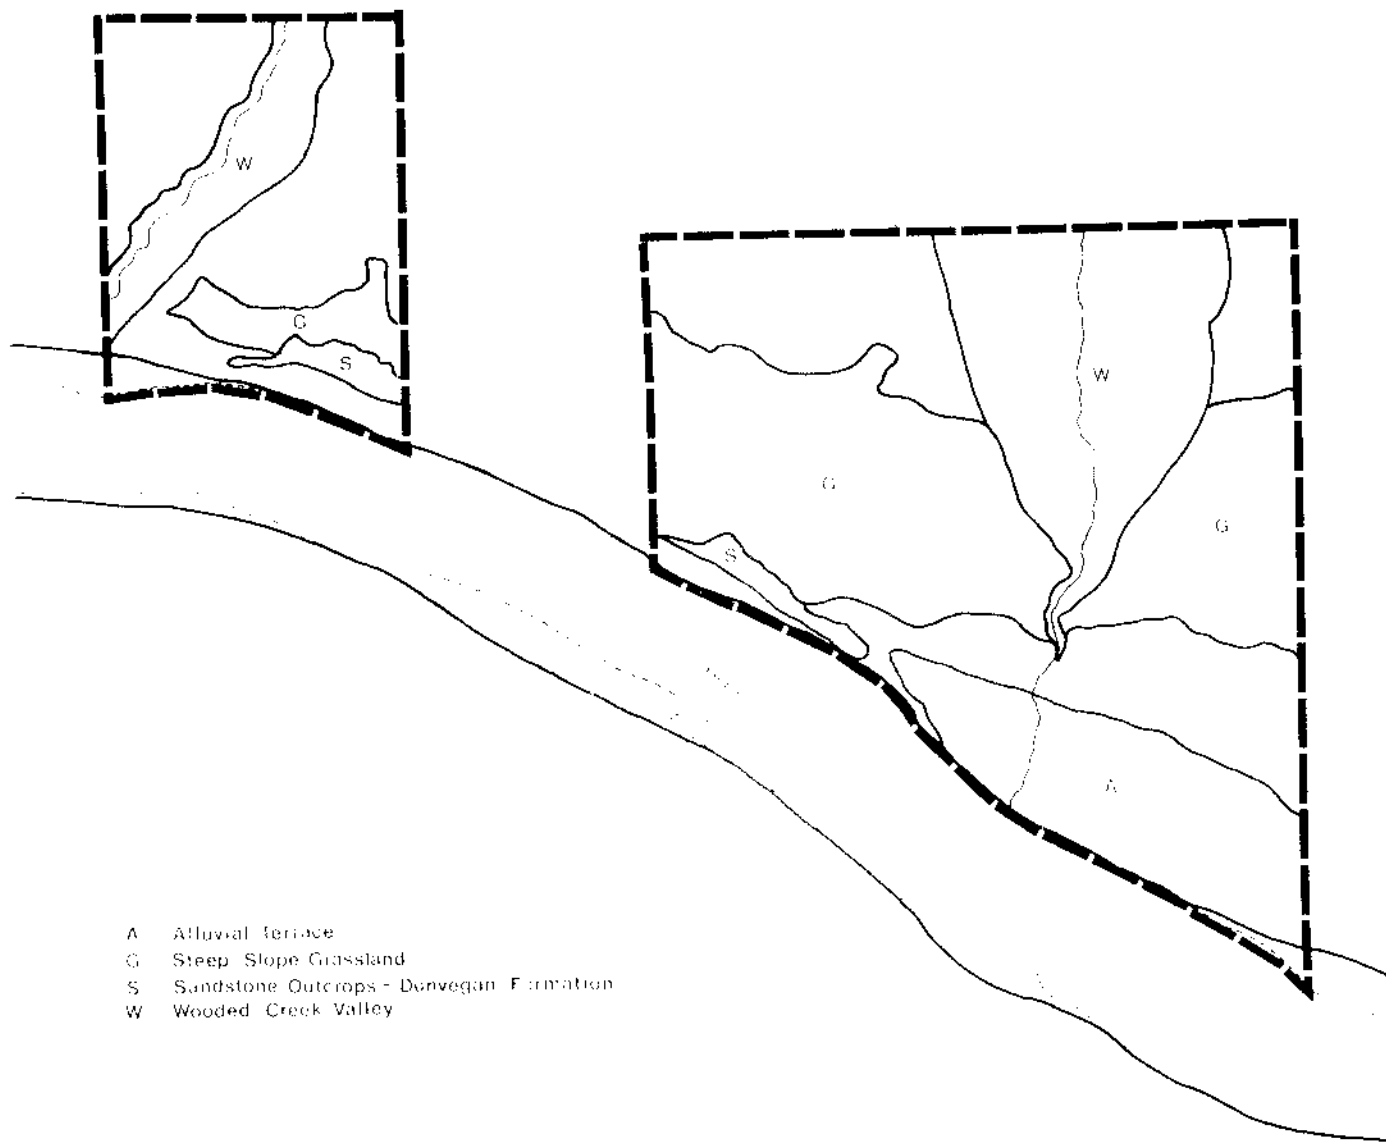 W
G
S
W
G
G
S
A
A Alluvial Terrace
G Steep Slope Grassland
S Sandstone Outcrops - Dunvegan Formation
W Wooded Creek Valley